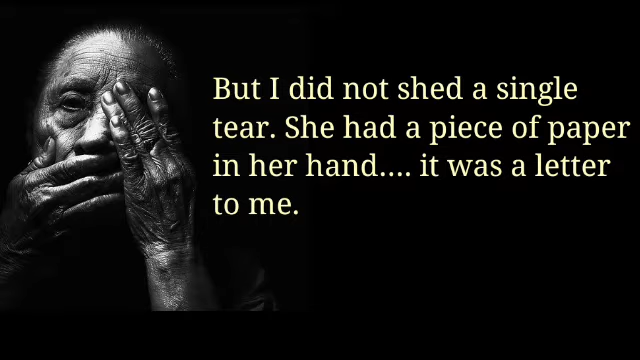 But I did not shed a single
tear. She had a piece of paper
in her hand.... it was a letter
to me.